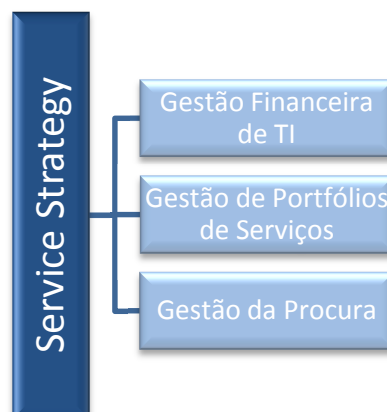 Service Strategy
Gestão Financeira
de TI
Gestão de Portfólios
de Serviços
Gestão da Procura